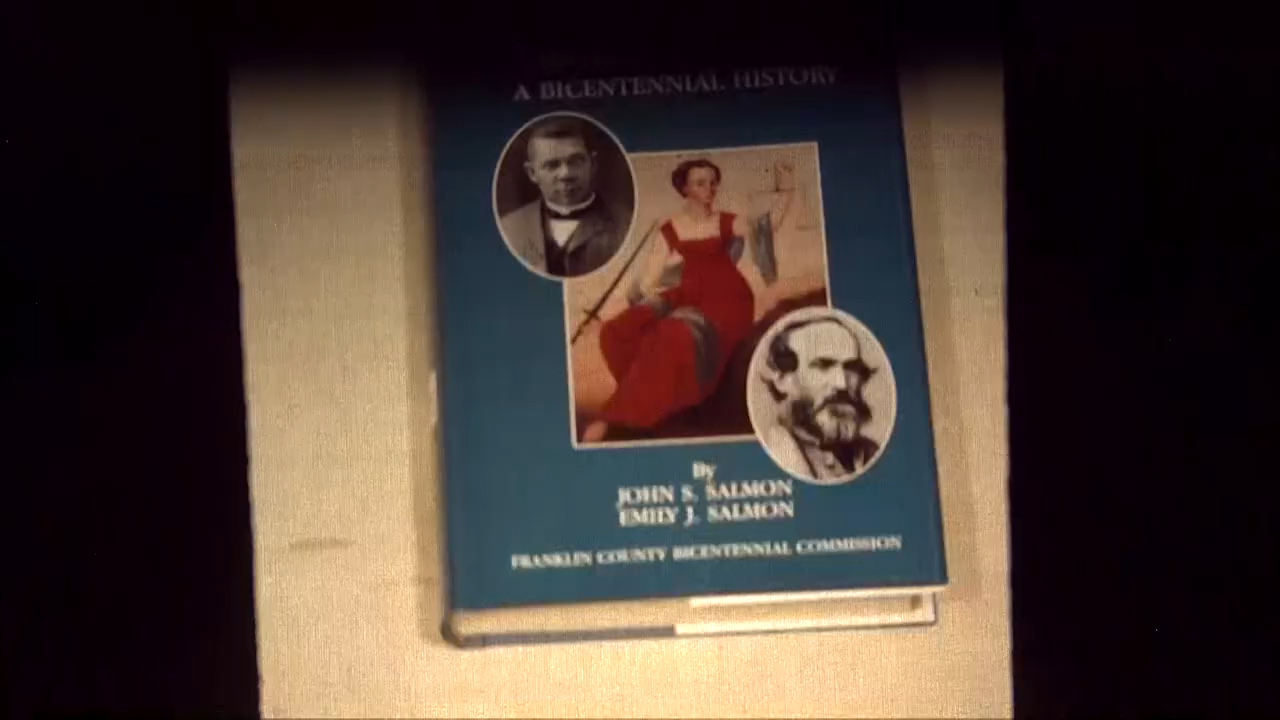 A BICENTENNIAL HISTORY
By
JOHN S. SALMON
EMILY J. SALMON
FRANKLIN COUNTY BICENTENNIAL COMMISSION